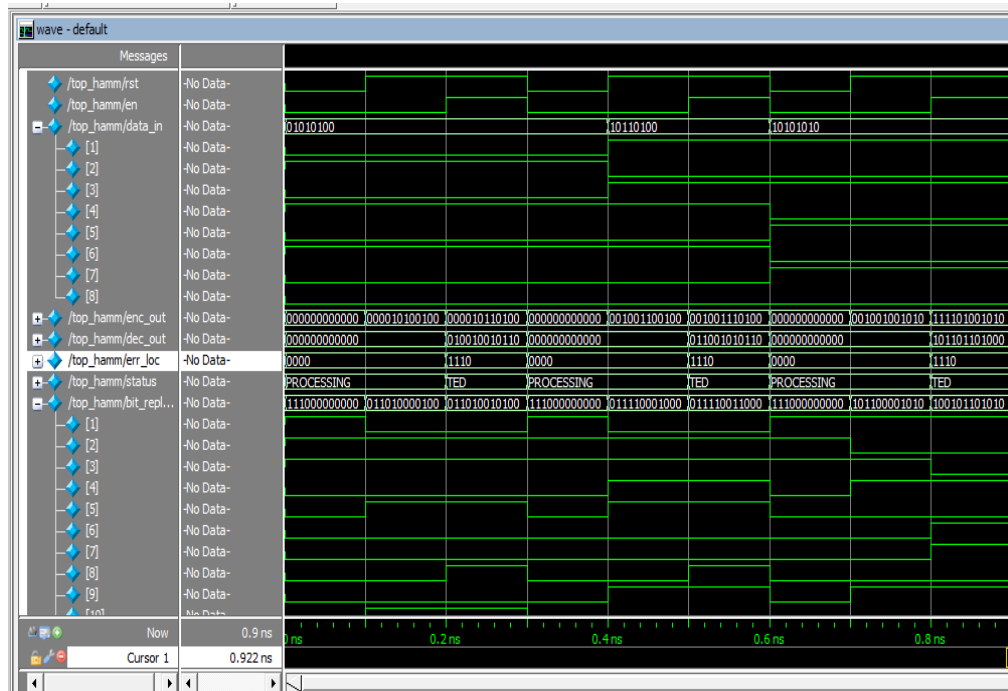 wave - default
Messages
/top_hamm/rst -No Data-
/top_hamm/en -No Data-
/top_hamm/data_in -No Data- 01010100 10110100 10101010
[1] -No Data-
[2] -No Data-
[3] -No Data-
[4] -No Data-
[5] -No Data-
[6] -No Data-
[7] -No Data-
[8] -No Data-
/top_hamm/enc_out -No Data- 000000000000 000010100100 000010110100 000000000000 001001100100 001001110100 000000000000 001001001010 111101001010
/top_hamm/dec_out -No Data- 000000000000 010010010110 000000000000 011001010110 000000000000 101101101000
/top_hamm/err_loc -No Data- 0000 1110 0000 1110 0000 1110
/top_hamm/status -No Data- PROCESSING TED PROCESSING TED PROCESSING TED
/top_hamm/bit_repl... -No Data- 111000000000 011010000100 011010010100 111000000000 011110001000 011110011000 111000000000 101100001010 100101101010
[1] -No Data-
[2] -No Data-
[3] -No Data-
[4] -No Data-
[5] -No Data-
[6] -No Data-
[7] -No Data-
[8] -No Data-
[9] -No Data-
[10] -No Data-
Now 0.9 ns ns 0.2 ns 0.4 ns 0.6 ns 0.8 ns
Cursor 1 0.922 ns